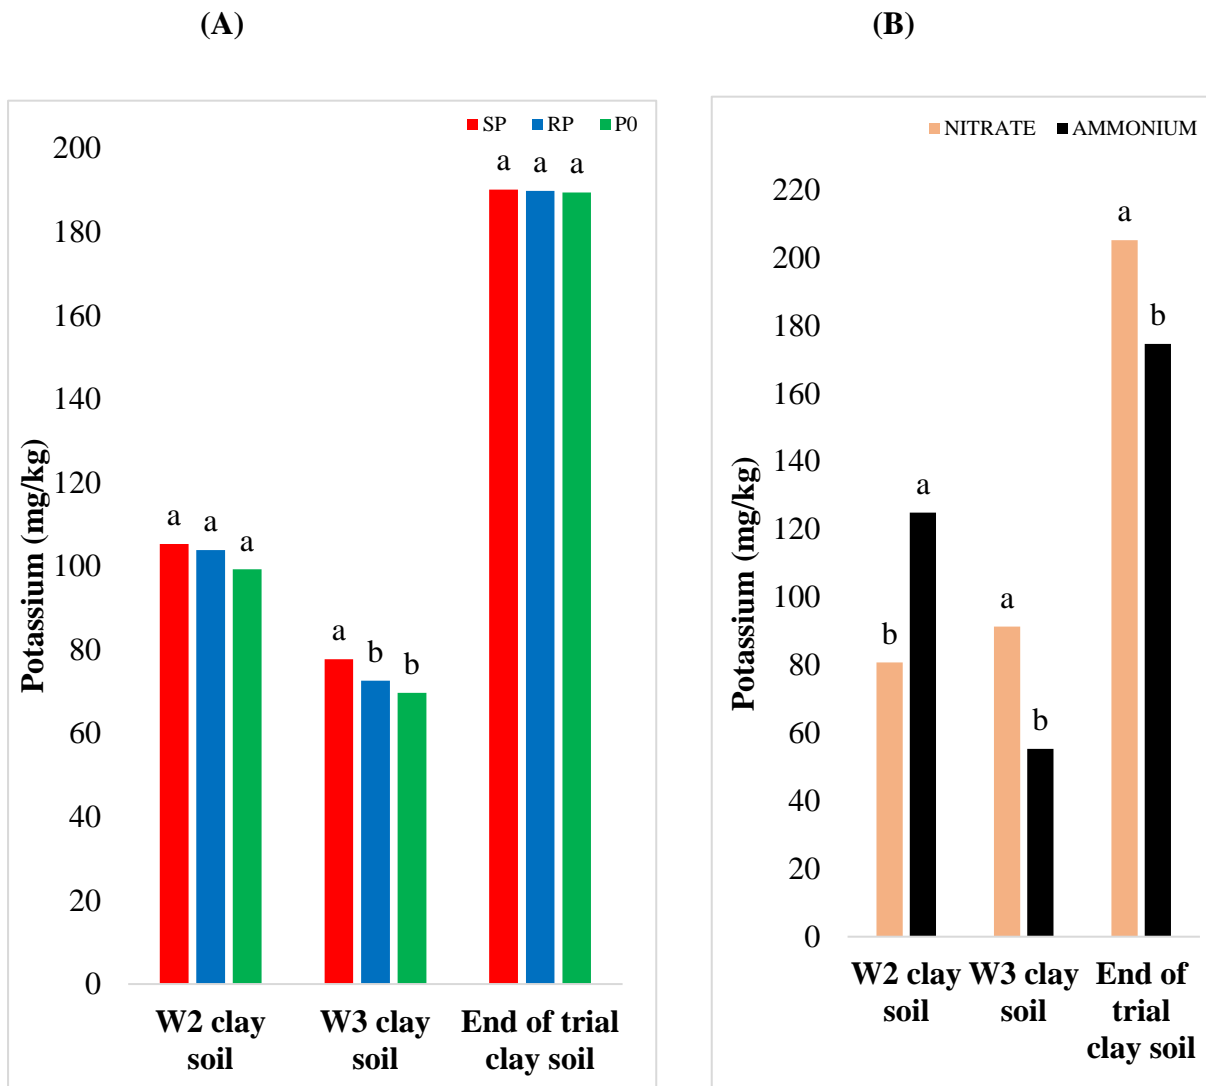 (A)
(B)
SP RP P0
200
180
160
140
120
100
80
60
40
20
0
Potassium (mg/kg)
a a a
a b b
a a a
W2 clay soil
W3 clay soil
End of trial clay soil
NITRATE AMMONIUM
220
200
180
160
140
120
100
80
60
40
20
0
Potassium (mg/kg)
b a
a b
a b
W2 clay soil
W3 clay soil
End of trial clay soil